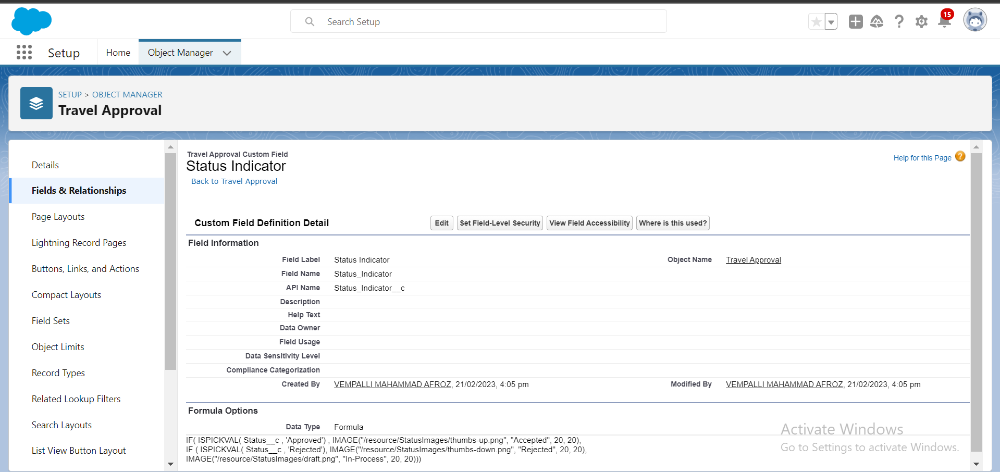 Search Setup
15
Setup
Home
Object Manager
SETUP > OBJECT MANAGER
Travel Approval
Details
Fields & Relationships
Page Layouts
Lightning Record Pages
Buttons, Links, and Actions
Compact Layouts
Field Sets
Object Limits
Record Types
Related Lookup Filters
Search Layouts
List View Button Layout
Travel Approval Custom Field
Status Indicator
Back to Travel Approval
Help for this Page ?
Custom Field Definition Detail
Edit
Set Field-Level Security
View Field Accessibility
Where is this used?
Field Information
Field Label Status Indicator
Object Name Travel Approval
Field Name Status_Indicator
API Name Status_Indicator__c
Description
Help Text
Data Owner
Field Usage
Data Sensitivity Level
Compliance Categorization
Created By VEMPALLI MAHAMMAD AFROZ, 21/02/2023, 4:05 pm
Modified By VEMPALLI MAHAMMAD AFROZ, 21/02/2023, 4:05 pm
Formula Options
Data Type Formula
IF( ISPICKVAL( Status__c , 'Approved') , IMAGE("/resource/StatusImages/thumbs-up.png", "Accepted", 20, 20),
IF ( ISPICKVAL( Status__c , 'Rejected'), IMAGE("/resource/StatusImages/thumbs-down.png", "Rejected", 20, 20),
IMAGE("/resource/StatusImages/draft.png", "In-Process", 20, 20)))
Activate Windows
Go to Settings to activate Windows.